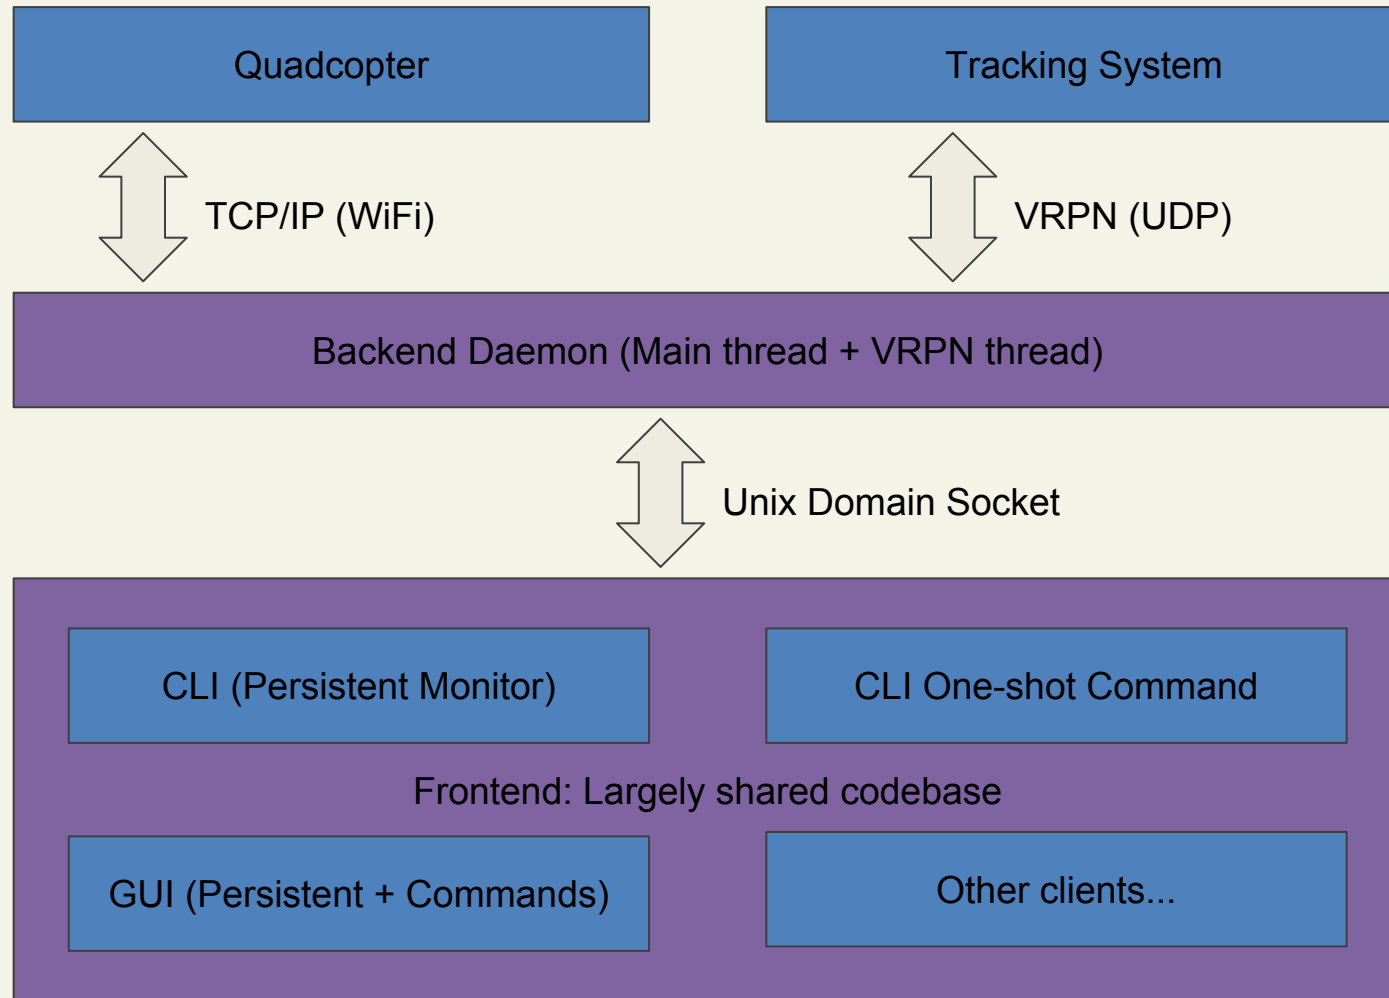 Quadcopter
Tracking System
TCP/IP (WiFi)
VRPN (UDP)
Backend Daemon (Main thread + VRPN thread)
Unix Domain Socket
CLI (Persistent Monitor)
CLI One-shot Command
Frontend: Largely shared codebase
GUI (Persistent + Commands)
Other clients...